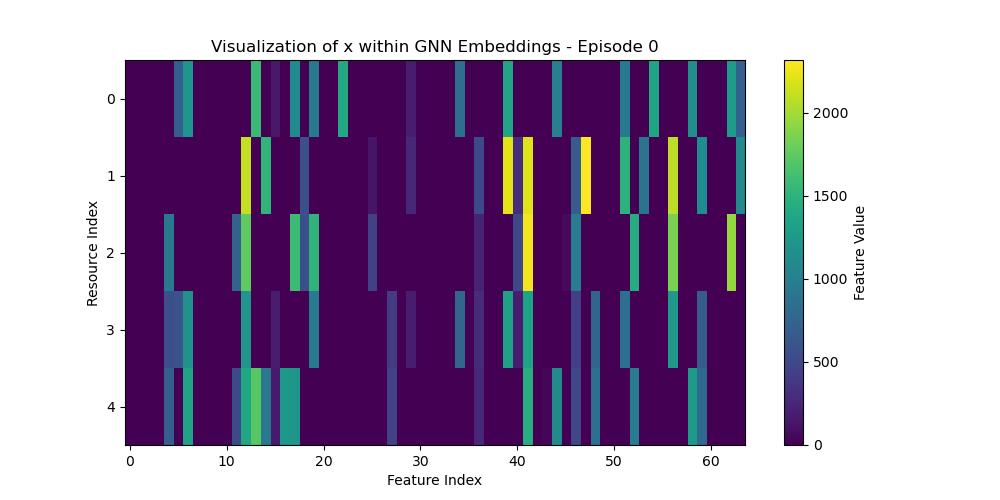 Visualization of x within GNN Embeddings - Episode 0
Resource Index
0
1
2
3
4
0 10 20 30 40 50 60
Feature Index
2000
1500
1000
500
0
Feature Value